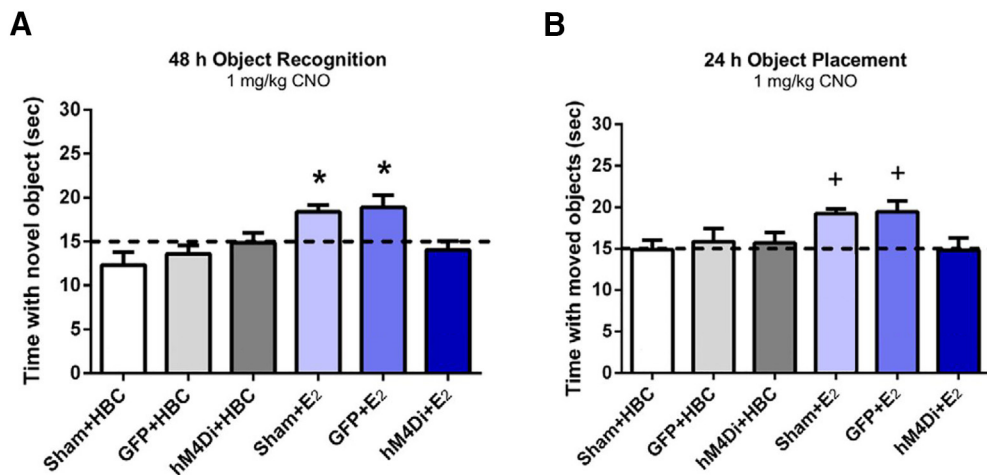 A
48 h Object Recognition
1 mg/kg CNO
Time with novel object (sec)
30
25
20
15
10
5
0
* *
Sham+HBC
GFP+HBC
hM4Di+HBC
Sham+E2
GFP+E2
hM4Di+E2
B
24 h Object Placement
1 mg/kg CNO
Time with moved objects (sec)
30
25
20
15
10
5
0
+ +
Sham+HBC
GFP+HBC
hM4Di+HBC
Sham+E2
GFP+E2
hM4Di+E2